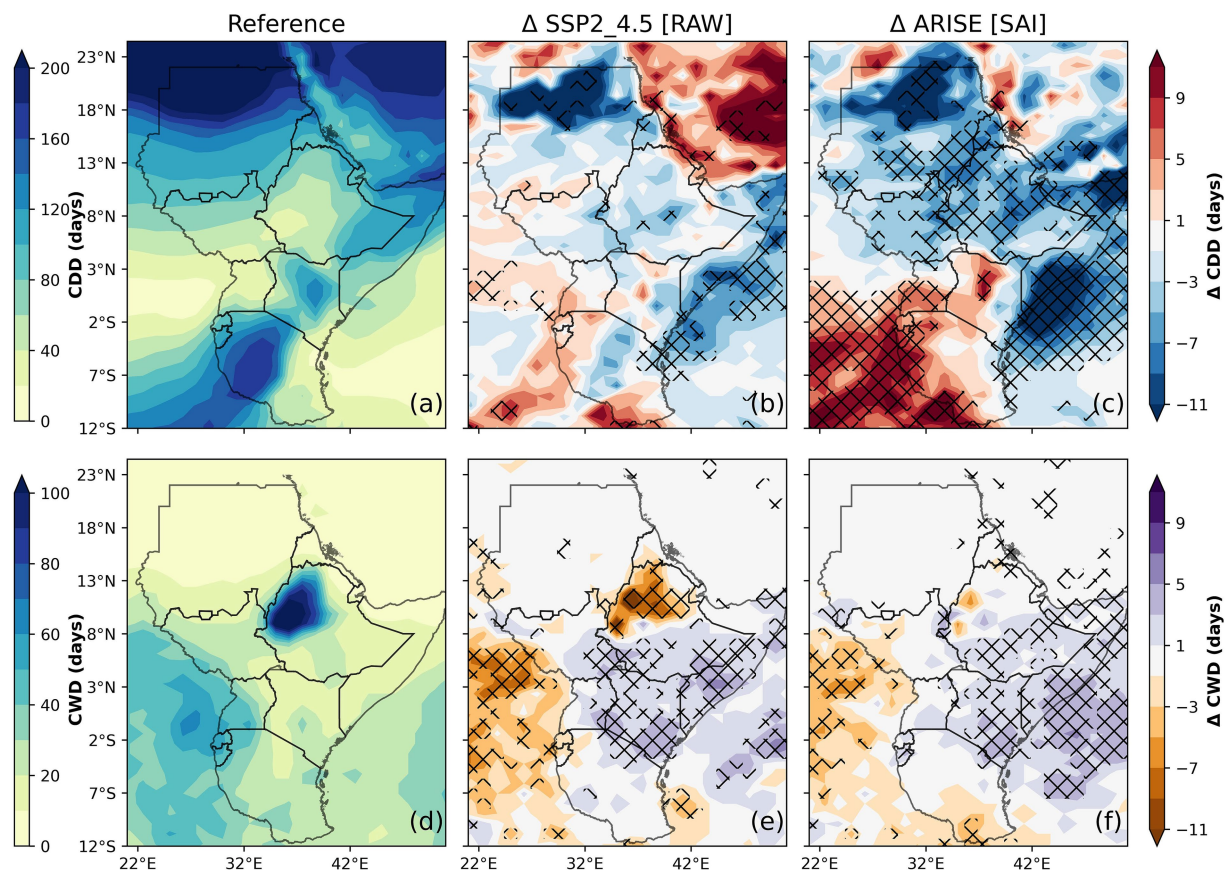 Reference
Δ SSP2_4.5 [RAW]
Δ ARISE [SAI]
23°N
18°N
13°N
8°N
3°N
2°S
7°S
12°S
200
160
120
80
40
0
CDD (days)
(a)
(b)
(c)
9
5
1
−3
−7
−11
Δ CDD (days)
23°N
18°N
13°N
8°N
3°N
2°S
7°S
12°S
100
80
60
40
20
0
CWD (days)
(d)
(e)
(f)
9
5
1
−3
−7
−11
Δ CWD (days)
22°E 32°E 42°E
22°E 32°E 42°E
22°E 32°E 42°E